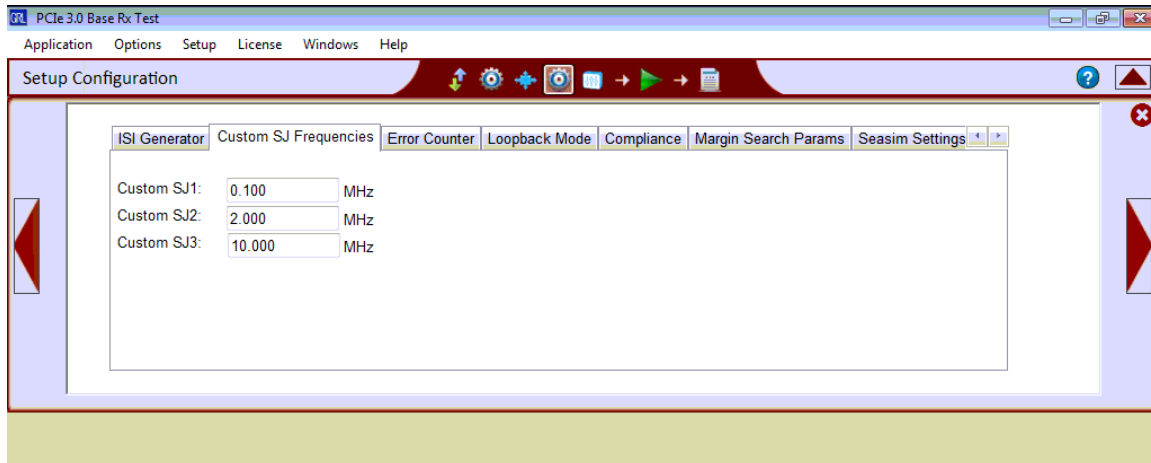 GRL PCIe 3.0 Base Rx Test
Application Options Setup License Windows Help
Setup Configuration
?
ISI Generator Custom SJ Frequencies Error Counter Loopback Mode Compliance Margin Search Params Seasim Settings
Custom SJ1: 0.100 MHz
Custom SJ2: 2.000 MHz
Custom SJ3: 10.000 MHz